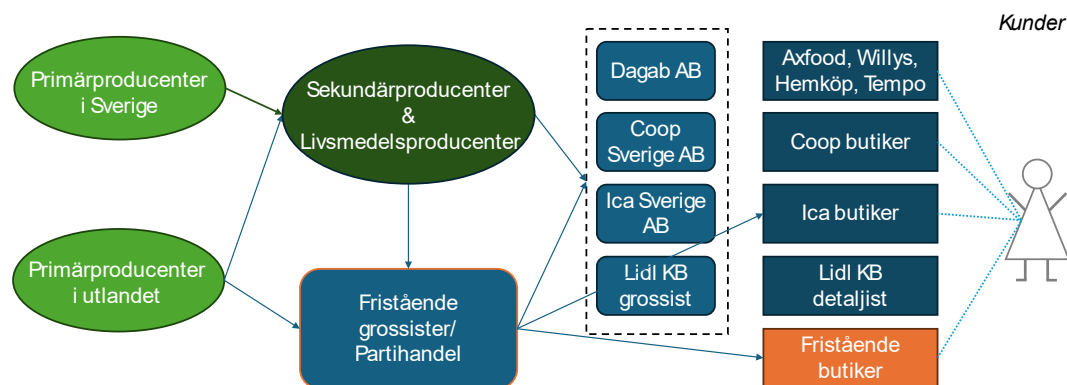 Kunder
Primärproducenter
i Sverige
Primärproducenter
i utlandet
Sekundärproducenter
&
Livsmedelsproducenter
Fristående
grossister/
Partihandel
Dagab AB
Coop
Sverige AB
Ica Sverige
AB
Lidl KB
grossist
Axfood, Willys,
Hemköp, Tempo
Coop butiker
Ica butiker
Lidl KB
detaljist
Fristående
butiker